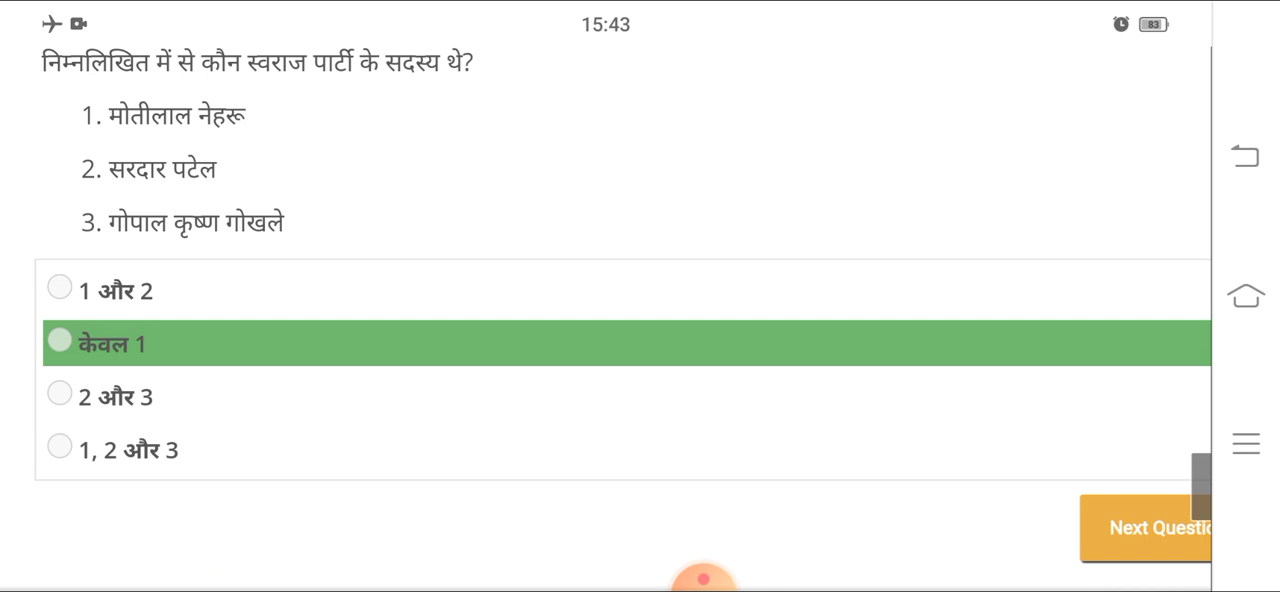 15:43
83
निम्नलिखित में से कौन स्वराज पार्टी के सदस्य थे?
1. मोतीलाल नेहरू
2. सरदार पटेल
3. गोपाल कृष्ण गोखले
1 और 2
केवल 1
2 और 3
1, 2 और 3
Next Questio